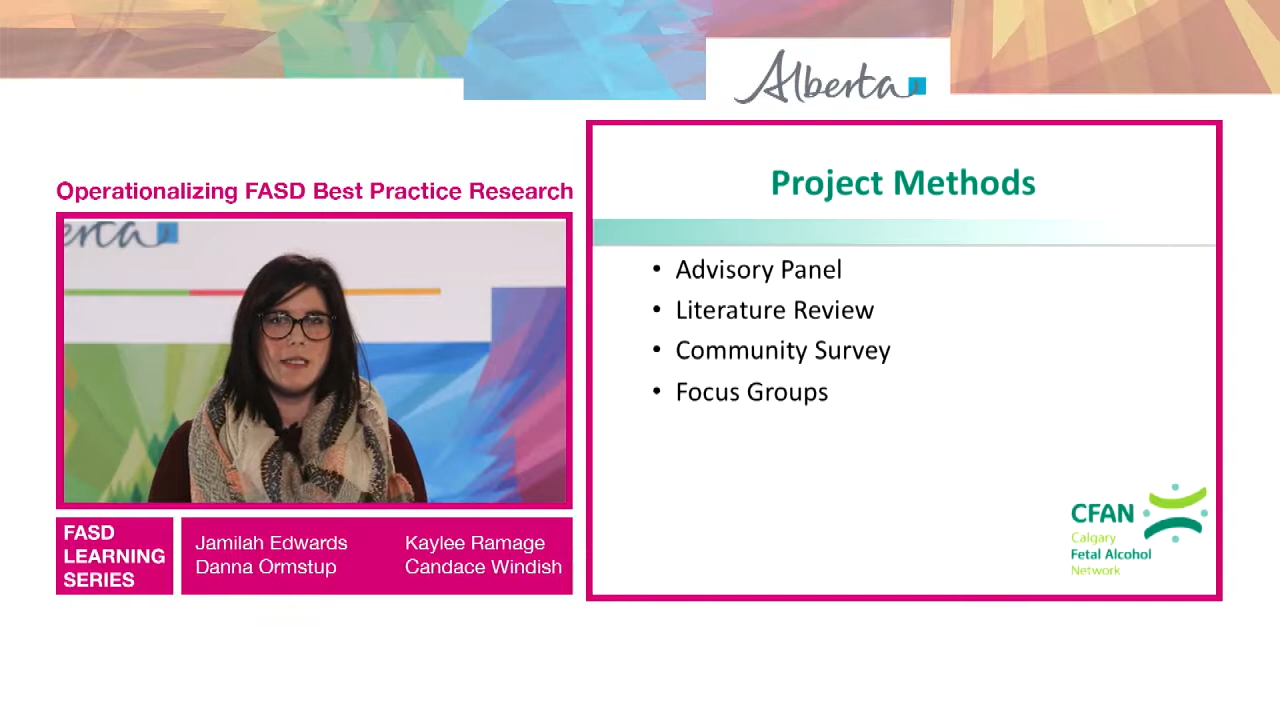 Alberta
Operationalizing FASD Best Practice Research
erta
FASD
LEARNING
SERIES
Jamilah Edwards
Danna Ormstup
Kaylee Ramage
Candace Windish
Project Methods
• Advisory Panel
• Literature Review
• Community Survey
• Focus Groups
CFAN
Calgary
Fetal Alcohol
Network